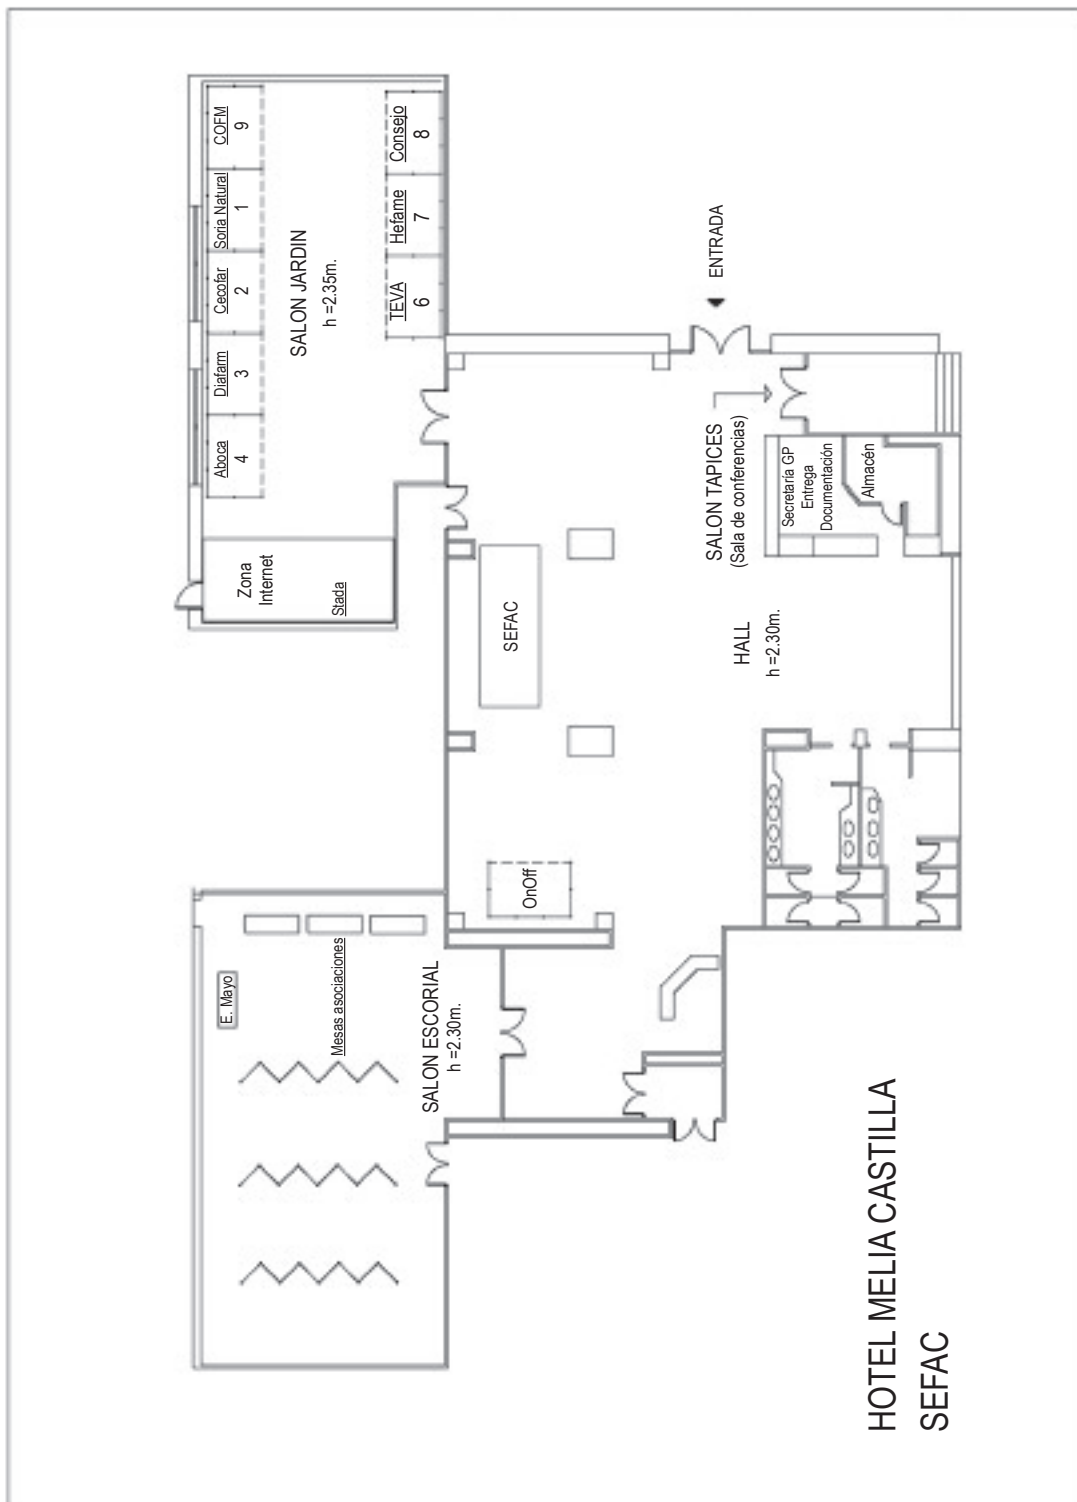 HOTEL MELIA CASTILLA
SEFAC
SALON ESCORIAL
h =2.30m.
E. Mayo
Mesas asociaciones
OnOff
SEFAC
HALL
h =2.30m.
Zona
Internet
Stada
SALON JARDIN
h =2.35m.
Aboca
4
Diafarm
3
Cecofar
2
Soria Natural
1
COFM
9
TEVA
6
Hefame
7
Consejo
8
SALON TAPICES
(Sala de conferencias)
Secretaría GP
Entrega
Documentación
Almacén
ENTRADA